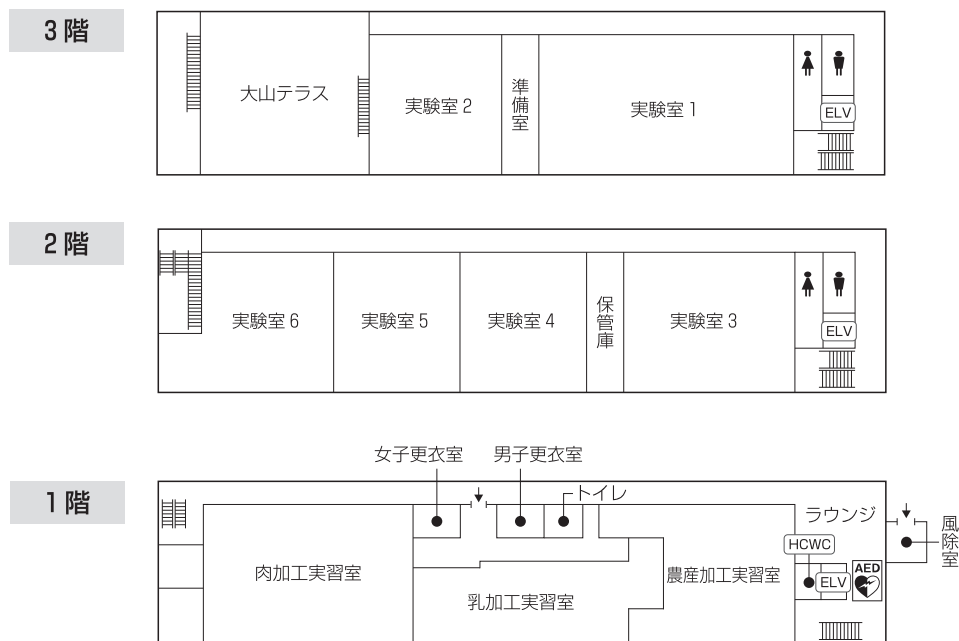 3階
大山テラス
実験室2
準備室
実験室1
ELV
2階
実験室6
実験室5
実験室4
保管庫
実験室3
ELV
女子更衣室
男子更衣室
1階
トイレ
ラウンジ
風除室
HCWC
肉加工実習室
乳加工実習室
農産加工実習室
ELV
AED